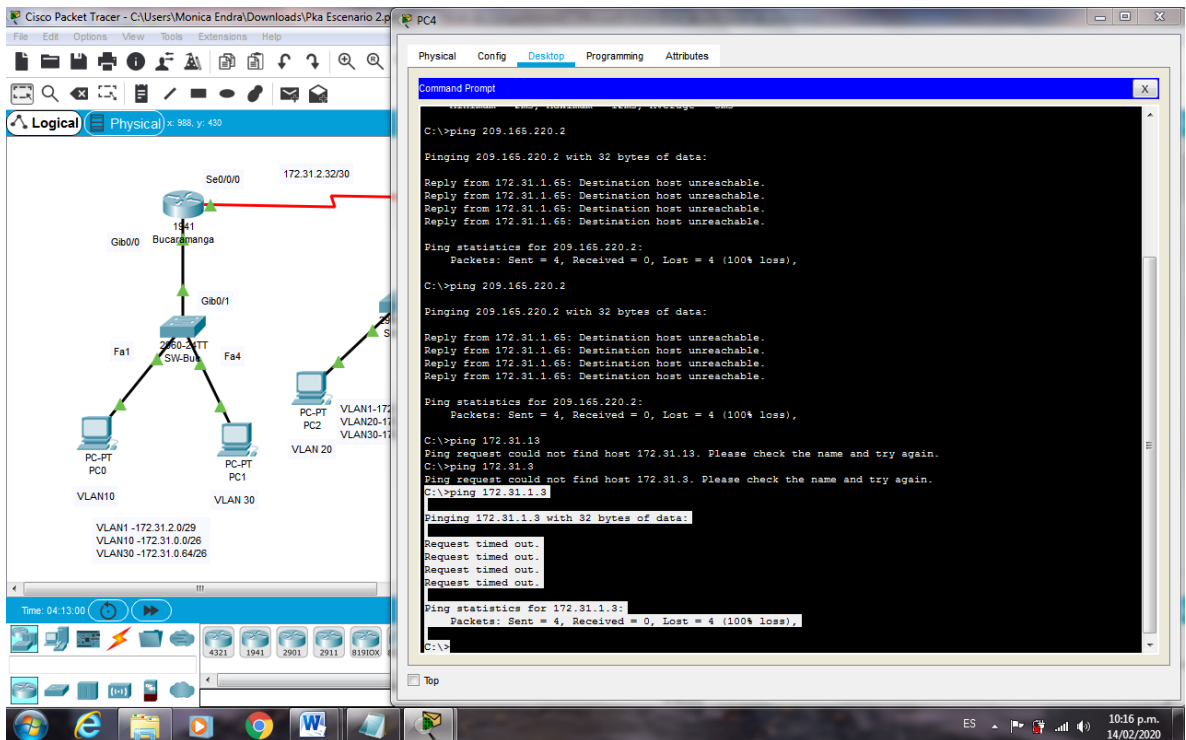 Cisco Packet Tracer - C:\Users\Monica Endra\Downloads\Pka Escenario 2.p
File Edit Options View Tools Extensions Help
Logical Physical x: 988, y: 430
172.31.2.32/30
Se0/0/0
1941
Bucaramanga
Gib0/0
Gib0/1
2960-24TT
SW-Bu
Fa1
Fa4
PC-PT
PC2
VLAN1-172
VLAN20-17
VLAN30-17
VLAN 20
PC-PT
PC0
PC-PT
PC1
VLAN10
VLAN 30
VLAN1 -172.31.2.0/29
VLAN10 -172.31.0.0/26
VLAN30 -172.31.0.64/26
Time: 04:13:00
4321 1941 2901 2911 819IOX
PC4
Physical Config Desktop Programming Attributes
Command Prompt
X
C:\>ping 209.165.220.2
Pinging 209.165.220.2 with 32 bytes of data:
Reply from 172.31.1.65: Destination host unreachable.
Reply from 172.31.1.65: Destination host unreachable.
Reply from 172.31.1.65: Destination host unreachable.
Reply from 172.31.1.65: Destination host unreachable.
Ping statistics for 209.165.220.2:
Packets: Sent = 4, Received = 0, Lost = 4 (100% loss),
C:\>ping 209.165.220.2
Pinging 209.165.220.2 with 32 bytes of data:
Reply from 172.31.1.65: Destination host unreachable.
Reply from 172.31.1.65: Destination host unreachable.
Reply from 172.31.1.65: Destination host unreachable.
Reply from 172.31.1.65: Destination host unreachable.
Ping statistics for 209.165.220.2:
Packets: Sent = 4, Received = 0, Lost = 4 (100% loss),
C:\>ping 172.31.13
Ping request could not find host 172.31.13. Please check the name and try again.
C:\>ping 172.31.3
Ping request could not find host 172.31.3. Please check the name and try again.
C:\>ping 172.31.1.3
Pinging 172.31.1.3 with 32 bytes of data:
Request timed out.
Request timed out.
Request timed out.
Request timed out.
Ping statistics for 172.31.1.3:
Packets: Sent = 4, Received = 0, Lost = 4 (100% loss),
C:\>
Top
ES
10:16 p.m.
14/02/2020